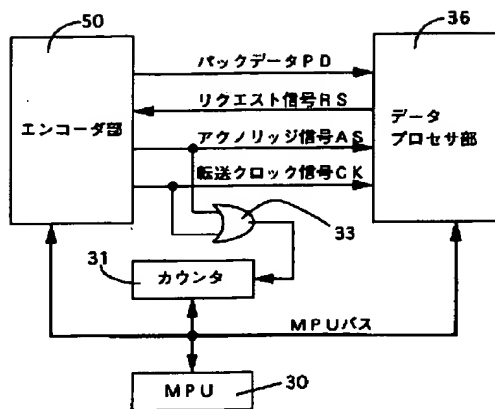 50
36
パックデータPD
リクエスト信号RS
エンコーダ部
データ
プロセサ部
アクノリッジ信号AS
転送クロック信号CK
33
31
カウンタ
MPUバス
MPU
30